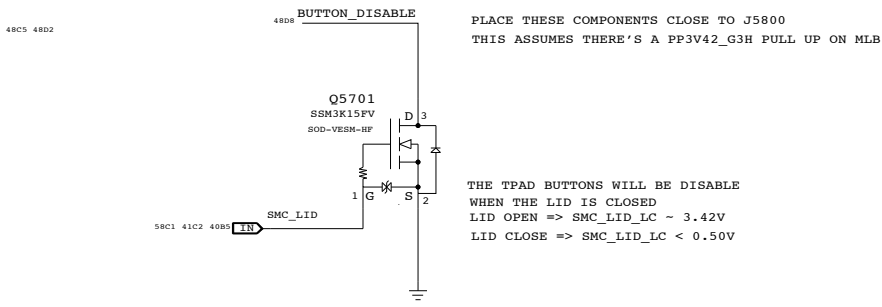 BUTTON_DISABLE
48D8
PLACE THESE COMPONENTS CLOSE TO J5800
48C5 48D2
THIS ASSUMES THERE'S A PP3V42_G3H PULL UP ON MLB
Q5701
SSM3K15FV
SOD-VESM-HF
D 3
1 G S 2
THE TPAD BUTTONS WILL BE DISABLE
WHEN THE LID IS CLOSED
LID OPEN => SMC_LID_LC ~ 3.42V
LID CLOSE => SMC_LID_LC < 0.50V
SMC_LID
58C1 41C2 40B5 IN